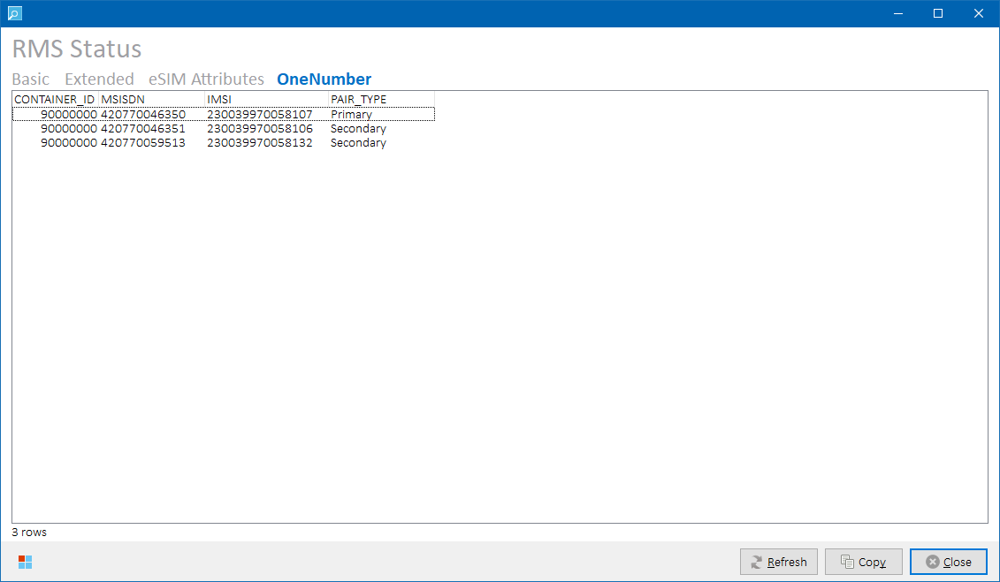 RMS Status
Basic Extended eSIM Attributes OneNumber
CONTAINER_ID MSISDN IMSI PAIR_TYPE
90000000 420770046350 230039970058107 Primary
90000000 420770046351 230039970058106 Secondary
90000000 420770059513 230039970058132 Secondary
3 rows
Refresh Copy Close